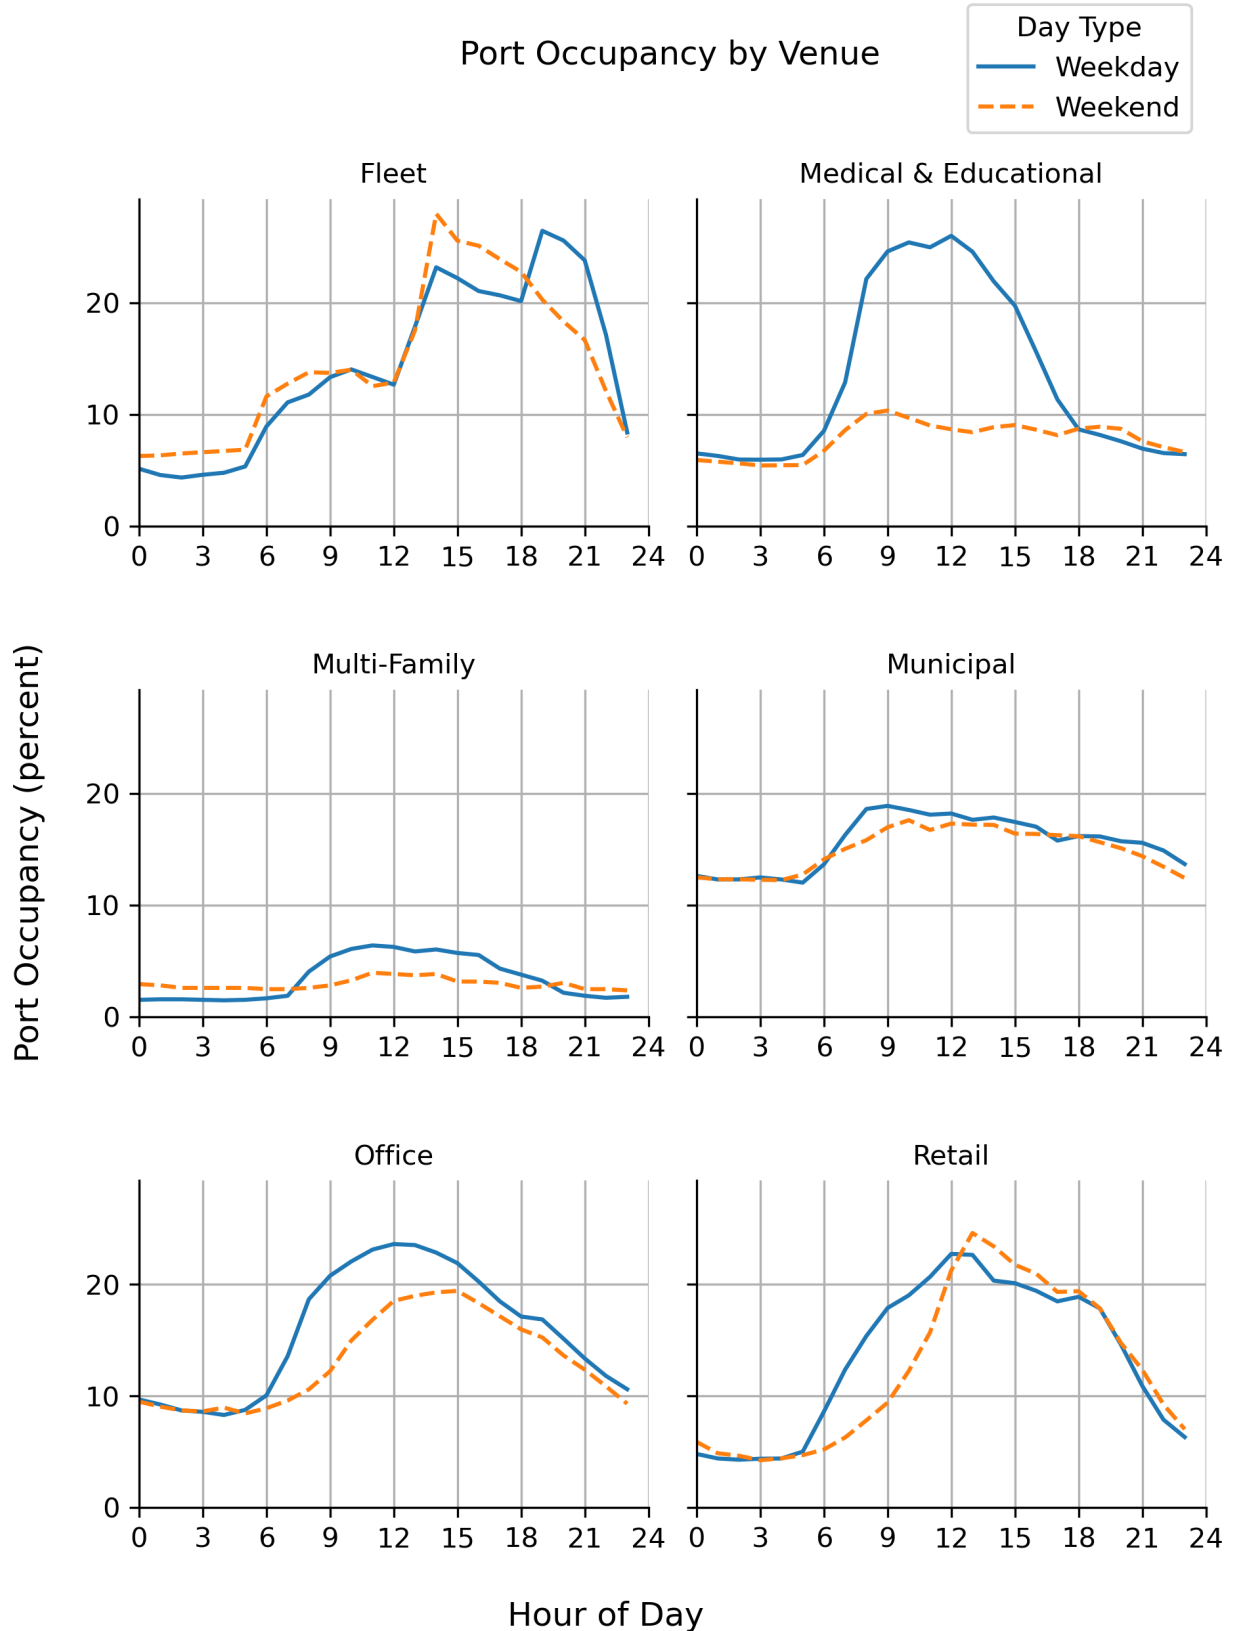 Port Occupancy by Venue
Day Type
Weekday
Weekend
Fleet
Medical & Educational
20
10
0
0 3 6 9 12 15 18 21 24
0 3 6 9 12 15 18 21 24
Port Occupancy (percent)
Multi-Family
Municipal
20
10
0
0 3 6 9 12 15 18 21 24
0 3 6 9 12 15 18 21 24
Office
Retail
20
10
0
0 3 6 9 12 15 18 21 24
0 3 6 9 12 15 18 21 24
Hour of Day